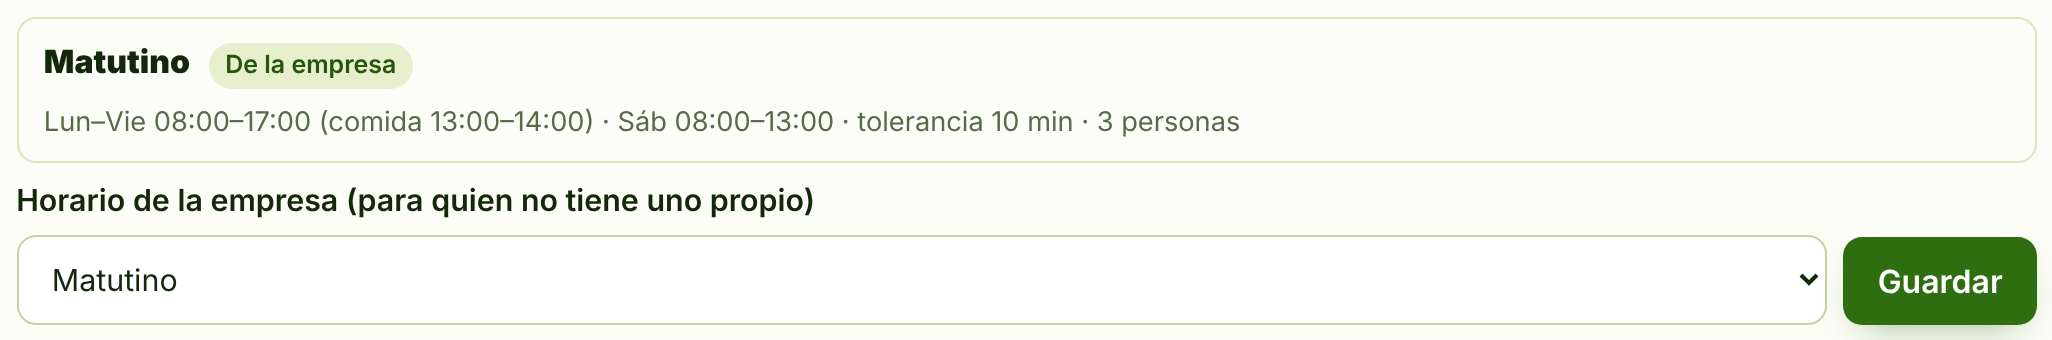 Matutino De la empresa
Lun–Vie 08:00–17:00 (comida 13:00–14:00) · Sáb 08:00–13:00 · tolerancia 10 min · 3 personas
Horario de la empresa (para quien no tiene uno propio)
Matutino
Guardar